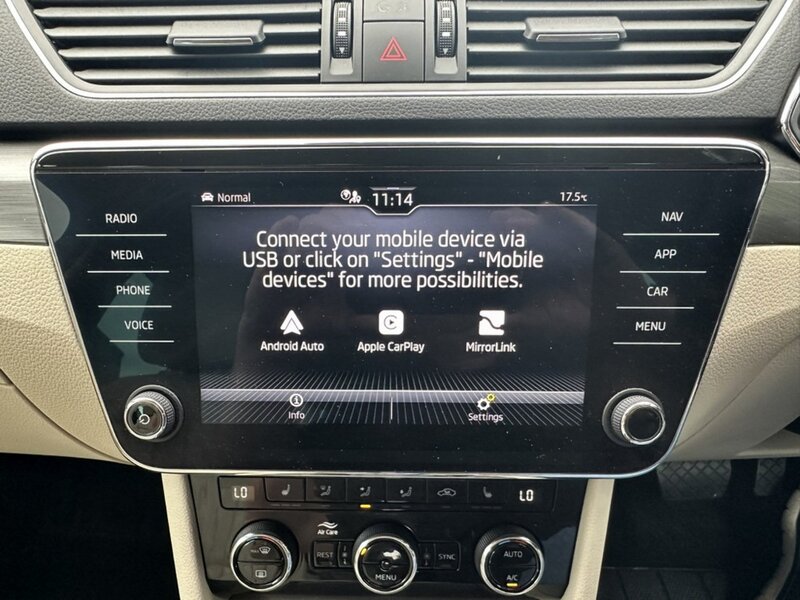 Normal
11:14
17.5°C
RADIO
MEDIA
PHONE
VOICE
NAV
APP
CAR
MENU
Connect your mobile device via
USB or click on "Settings" - "Mobile
devices" for more possibilities.
Android Auto
Apple CarPlay
MirrorLink
Info
Settings
LO
LO
Air Care
REST
SYNC
MENU
AUTO
A/C